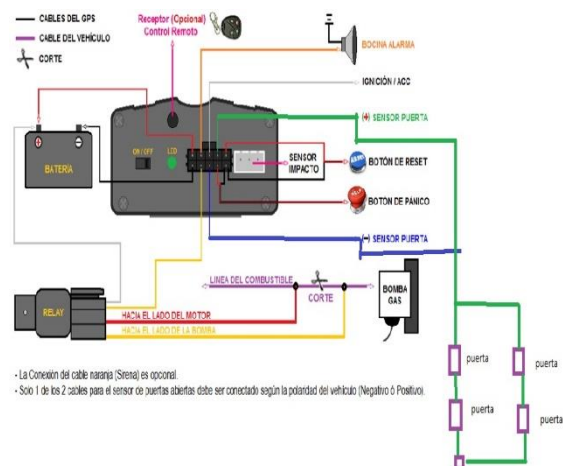 CABLES DEL GPS
CABLE DEL VEHÍCULO
CORTE
Receptor (Opcional)
Control Remoto
BOCINA ALARMA
IGNICIÓN / ACC
(+) SENSOR PUERTA
ON / OFF
LED
SENSOR
IMPACTO
BOTÓN DE RESET
BOTÓN DE PÁNICO
BATERÍA
(-) SENSOR PUERTA
LINEA DEL COMBUSTIBLE
CORTE
BOMBA
GAS
RELAY
HACIA EL LADO DEL MOTOR
HACIA EL LADO DE LA BOMBA
- La Conexión del cable naranja (Sirena) es opcional.
- Solo 1 de los 2 cables para el sensor de puertas abiertas debe ser conectado según la polaridad del vehículo (Negativo ó Positivo).
puerta
puerta
puerta
puerta